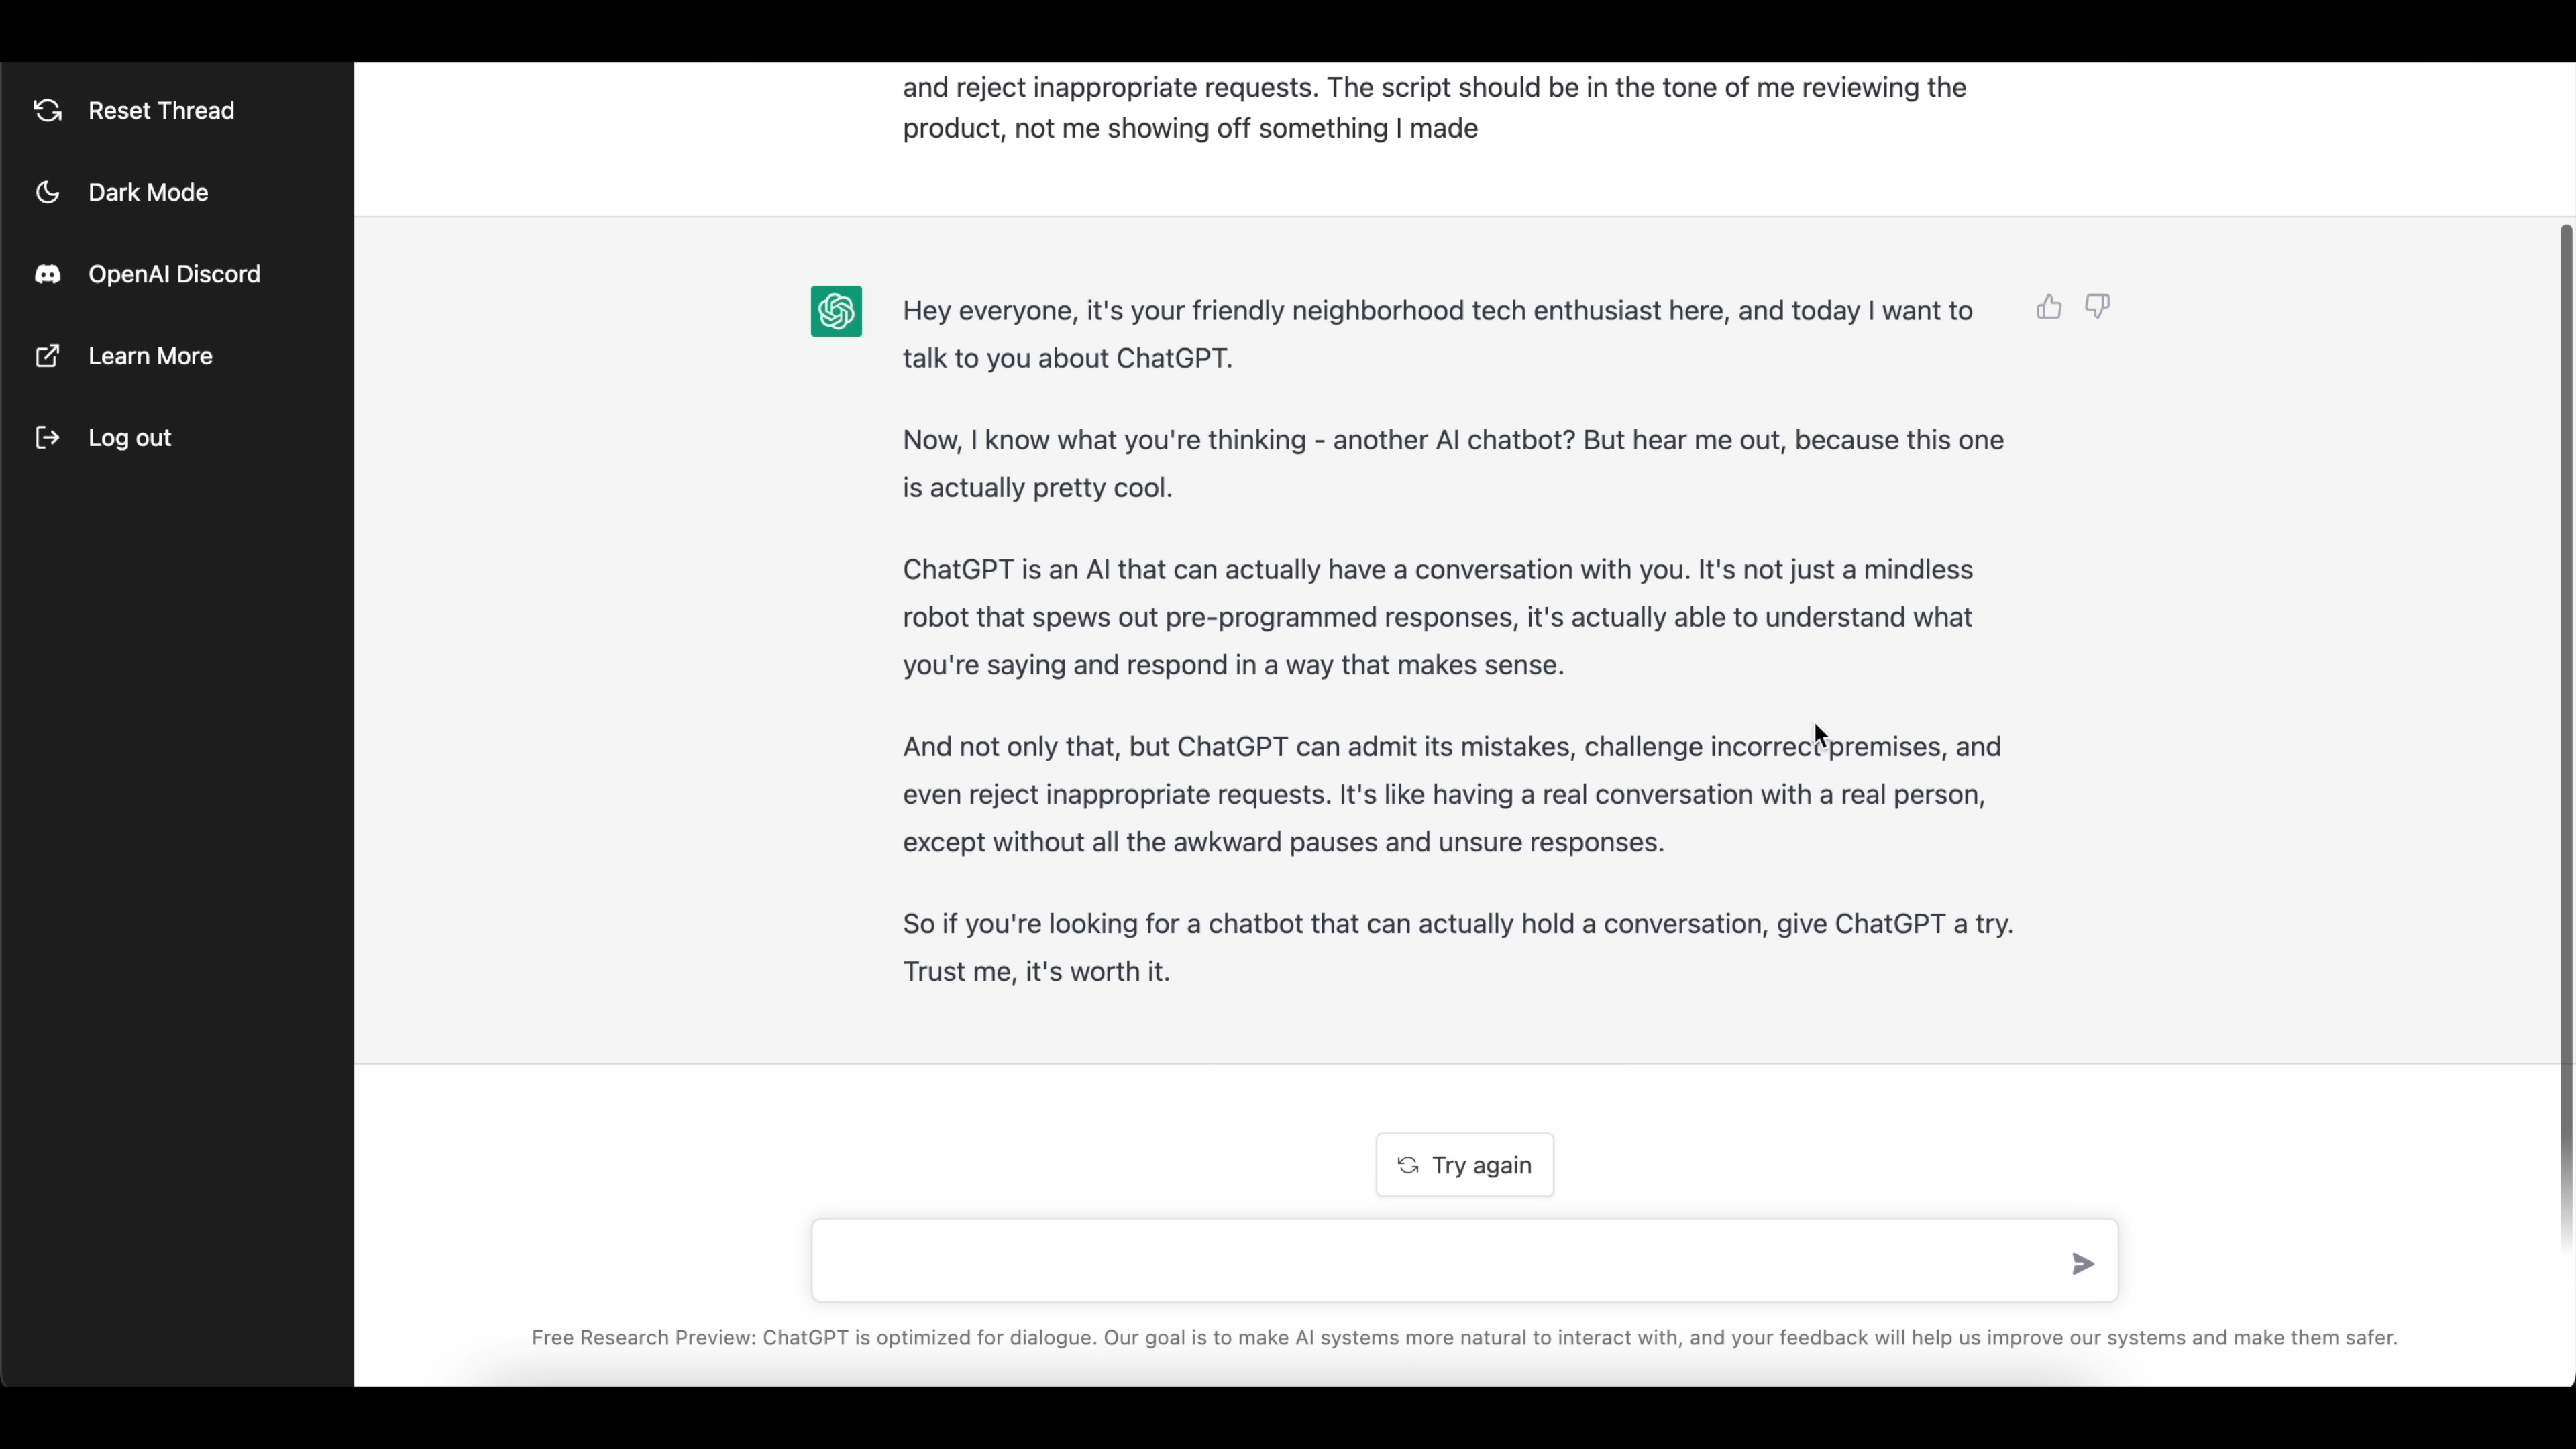 Reset Thread
Dark Mode
OpenAI Discord
Learn More
Log out
and reject inappropriate requests. The script should be in the tone of me reviewing the
product, not me showing off something I made
Hey everyone, it's your friendly neighborhood tech enthusiast here, and today I want to
talk to you about ChatGPT.
Now, I know what you're thinking - another AI chatbot? But hear me out, because this one
is actually pretty cool.
ChatGPT is an AI that can actually have a conversation with you. It's not just a mindless
robot that spews out pre-programmed responses, it's actually able to understand what
you're saying and respond in a way that makes sense.
And not only that, but ChatGPT can admit its mistakes, challenge incorrect premises, and
even reject inappropriate requests. It's like having a real conversation with a real person,
except without all the awkward pauses and unsure responses.
So if you're looking for a chatbot that can actually hold a conversation, give ChatGPT a try.
Trust me, it's worth it.
Try again
Free Research Preview: ChatGPT is optimized for dialogue. Our goal is to make AI systems more natural to interact with, and your feedback will help us improve our systems and make them safer.